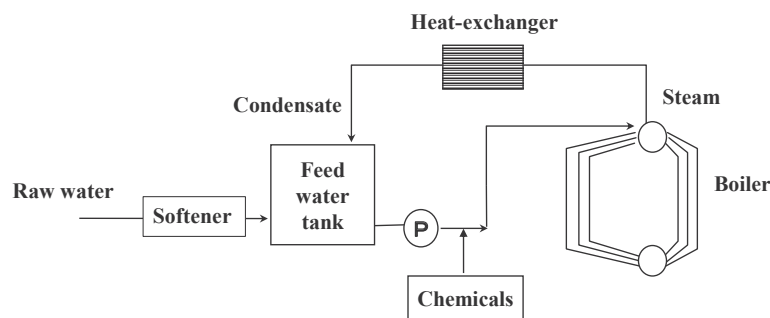 Heat-exchanger
Steam
Condensate
Feed
water
tank
Raw water
Softener
P
Boiler
Chemicals